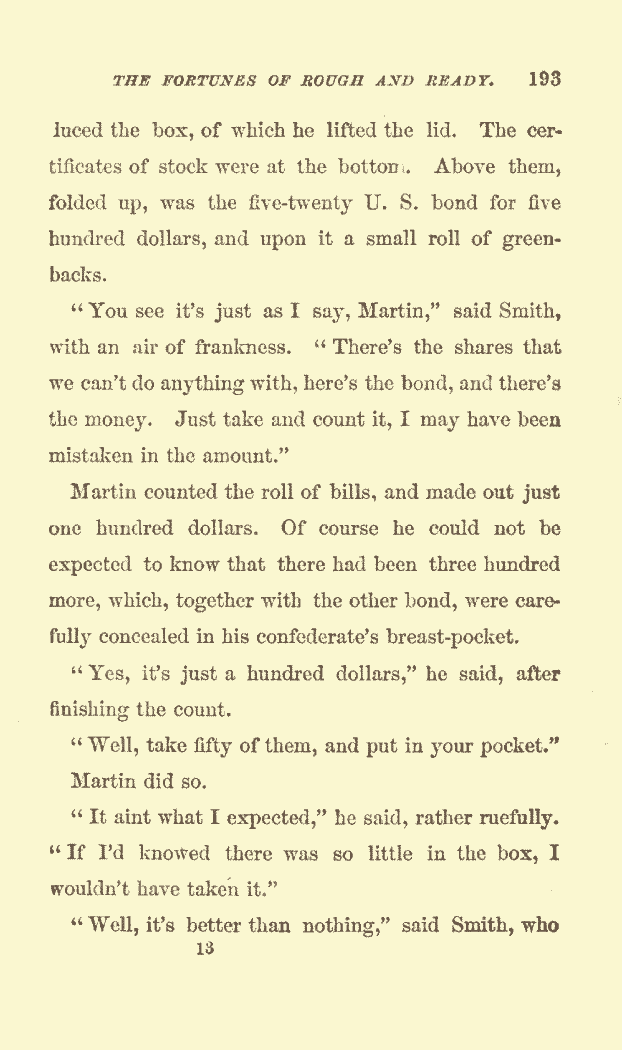 THE FORTUNES OF ROUGH AND READY. 193
luced the box, of which he lifted the lid. The cer-
tificates of stock were at the bottom. Above them,
folded up, was the five-twenty U. S. bond for five
hundred dollars, and upon it a small roll of green-
backs.
“You see it’s just as I say, Martin,” said Smith,
with an air of frankness. “There’s the shares that
we can’t do anything with, here’s the bond, and there’s
the money. Just take and count it, I may have been
mistaken in the amount.”
Martin counted the roll of bills, and made out just
one hundred dollars. Of course he could not be
expected to know that there had been three hundred
more, which, together with the other bond, were care-
fully concealed in his confederate’s breast-pocket.
“Yes, it’s just a hundred dollars,” he said, after
finishing the count.
“Well, take fifty of them, and put in your pocket.”
Martin did so.
“It aint what I expected,” he said, rather ruefully.
“If I’d knowed there was so little in the box, I
wouldn’t have taken it.”
“Well, it’s better than nothing,” said Smith, who
13